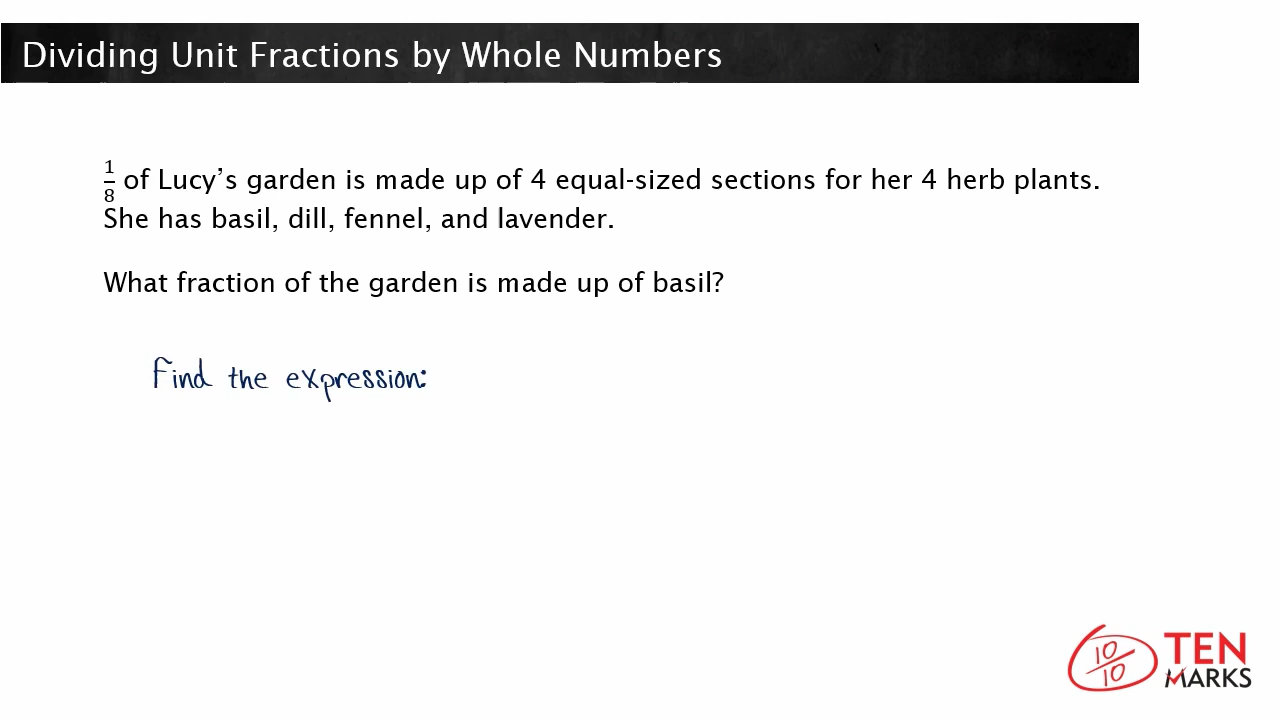 Dividing Unit Fractions by Whole Numbers
1/8 of Lucy’s garden is made up of 4 equal-sized sections for her 4 herb plants.
She has basil, dill, fennel, and lavender.
What fraction of the garden is made up of basil?
Find the expression:
10/10
TEN
MARKS